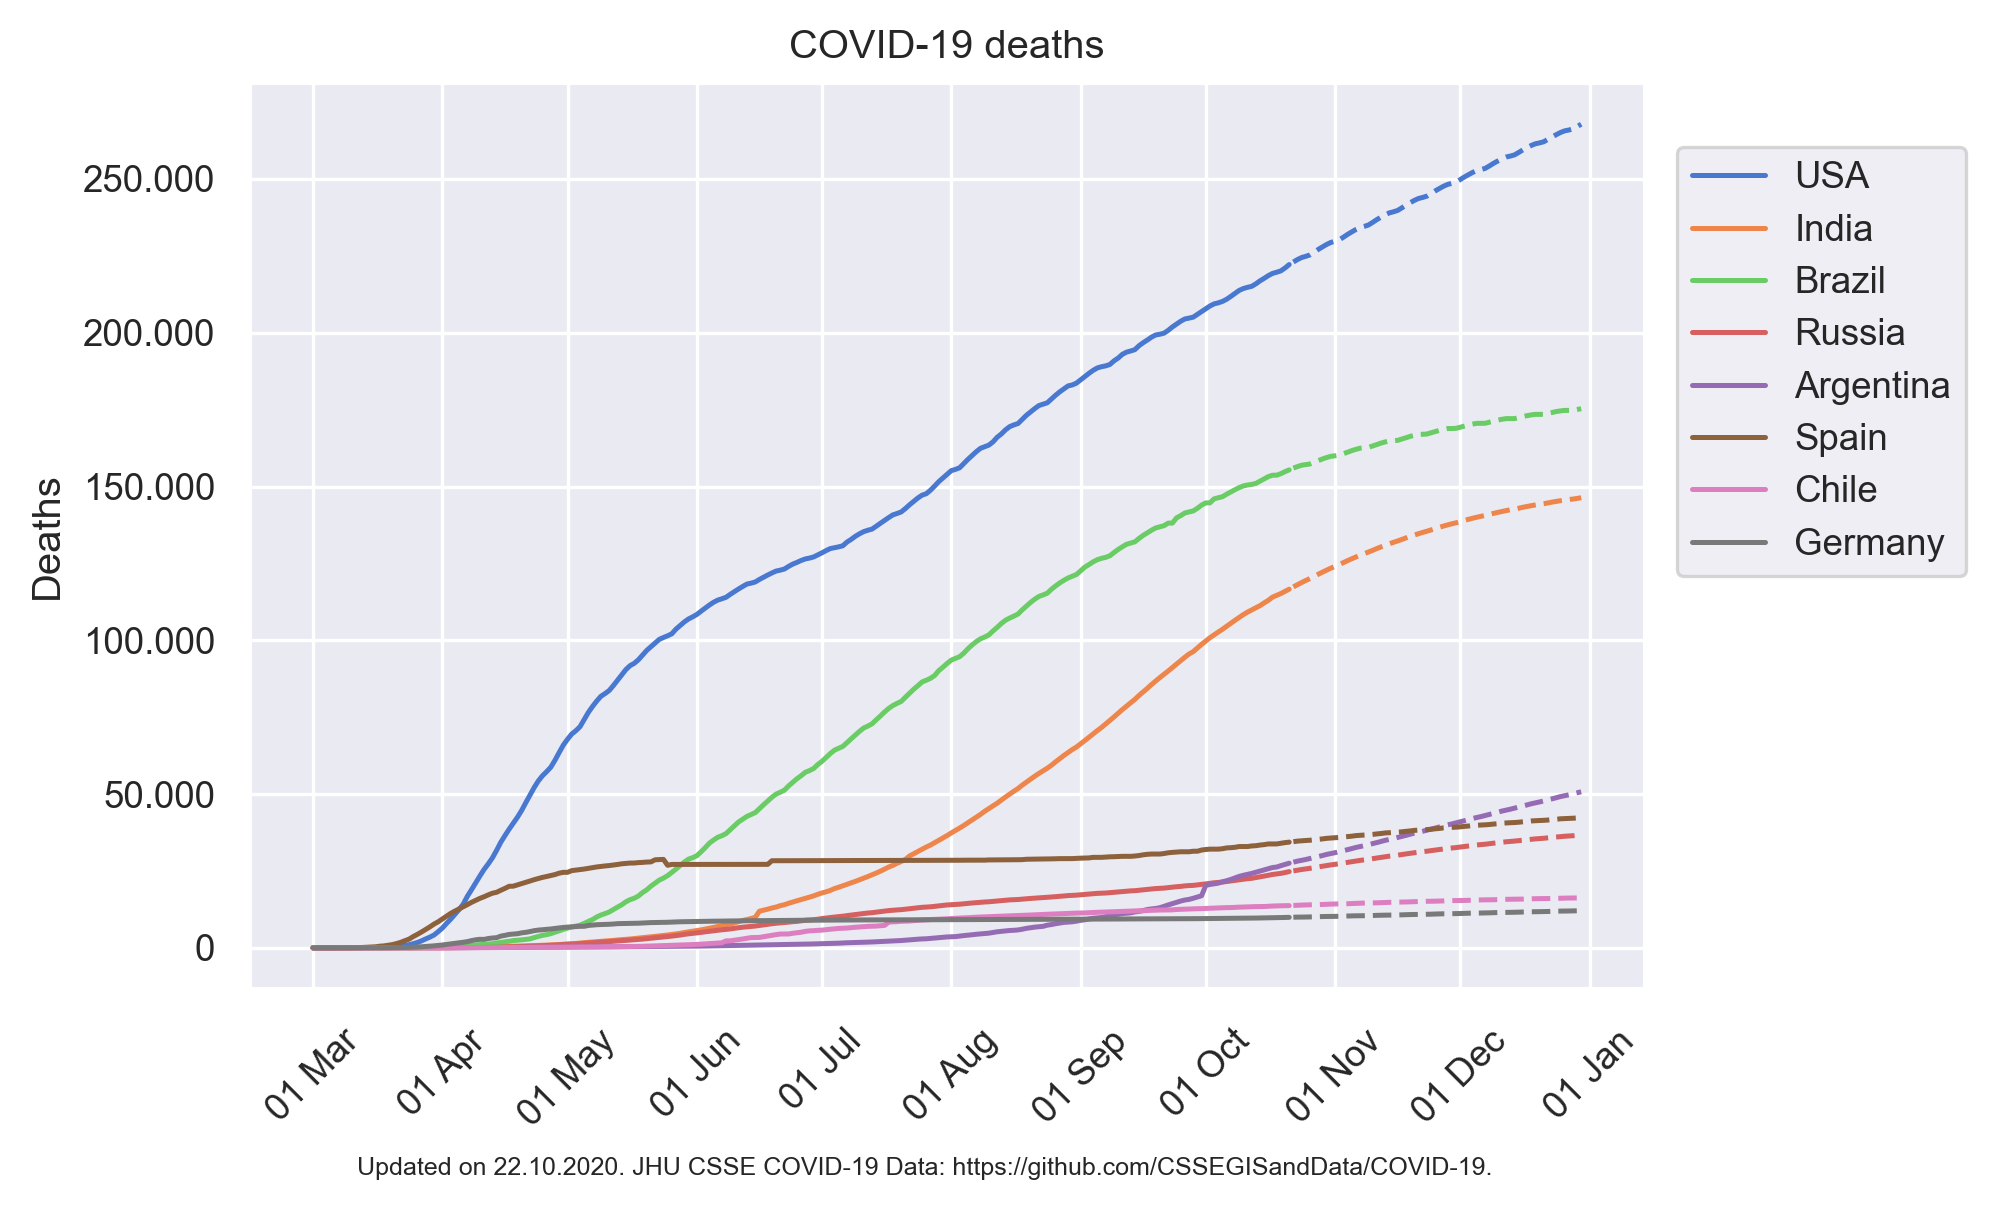 COVID-19 deaths
Deaths
250.000
200.000
150.000
100.000
50.000
0
01 Mar
01 Apr
01 May
01 Jun
01 Jul
01 Aug
01 Sep
01 Oct
01 Nov
01 Dec
01 Jan
USA
India
Brazil
Russia
Argentina
Spain
Chile
Germany
Updated on 22.10.2020. JHU CSSE COVID-19 Data: https://github.com/CSSEGISandData/COVID-19.